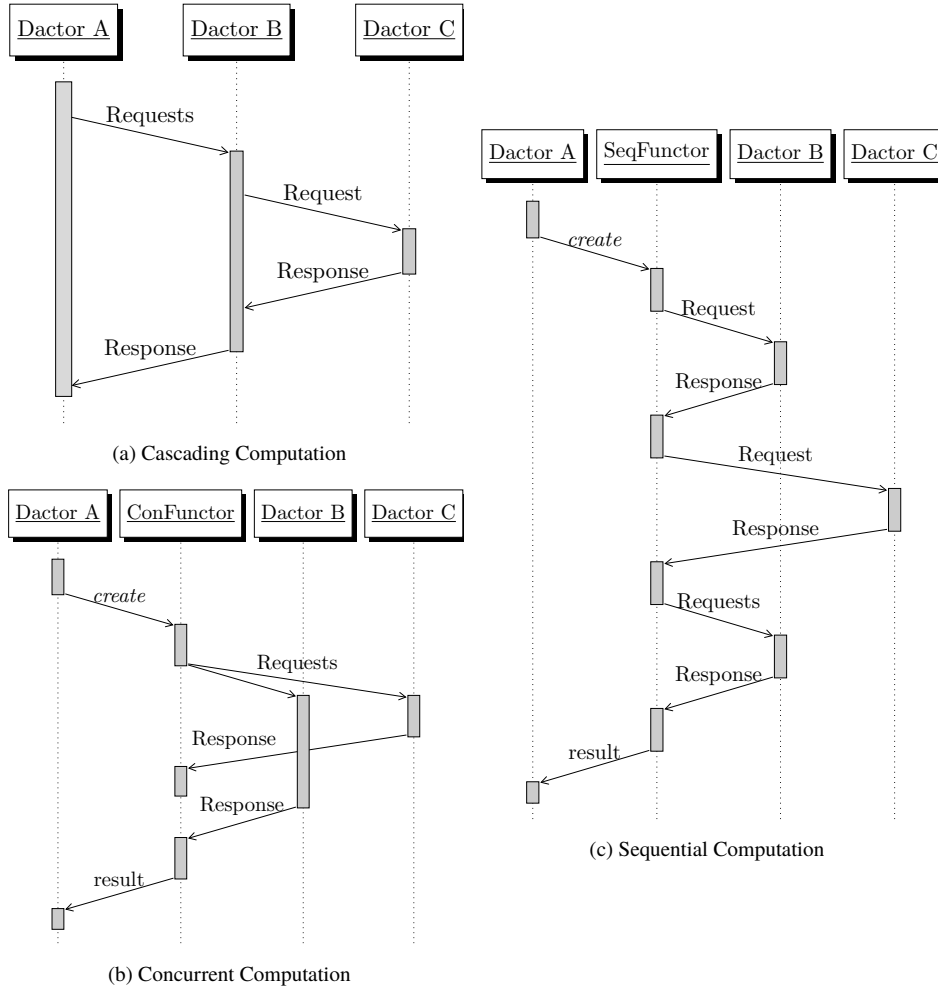 Dactor A
Dactor B
Dactor C
Requests
Request
Response
Response
(a) Cascading Computation
Dactor A
ConFunctor
Dactor B
Dactor C
create
Requests
Response
Response
result
(b) Concurrent Computation
Dactor A
SeqFunctor
Dactor B
Dactor C
create
Request
Response
Request
Response
Requests
Response
result
(c) Sequential Computation